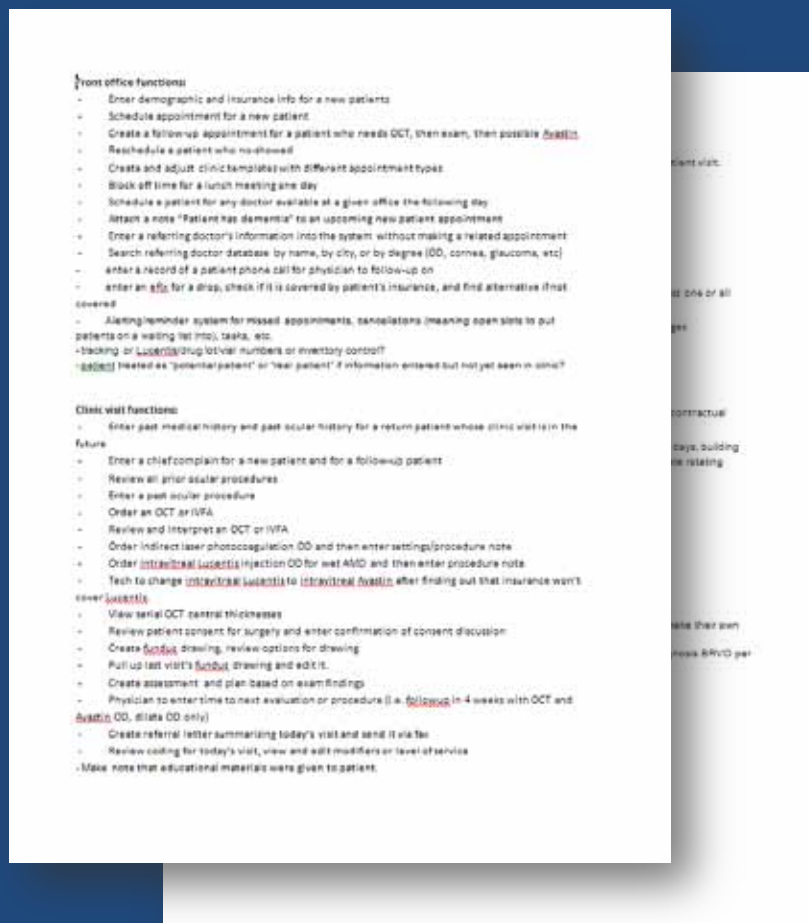 Front office functions:
- Enter demographic and insurance info for a new patients
- Schedule appointment for a new patient
- Create a follow-up appointment for a patient who needs OCT, then exam, then possible Avastin
- Reschedule a patient who no-showed
- Create and adjust clinic templates with different appointment types
- Block off time for a lunch meeting one day
- Schedule a patient for any doctor available at a given office the following day
- Attach a note "Patient has dementia" to an upcoming new patient appointment
- Enter a referring doctor's information into the system without making a related appointment
- Search referring doctor database by name, by city, or by degree (OD, cornea, glaucoma, etc)
- enter a record of a patient phone call for physician to follow-up on
- enter an eRx for a drop, check if it is covered by patient's insurance, and find alternative if not
covered
- Alerting/reminder system for missed appointments, cancellations (meaning open slots to put
patients on a waiting list into), tasks, etc.
-tracking or Lucentis/drug lot/vial numbers or inventory control?
-patient treated as "potential patient" or "real patient" if information entered but not yet seen in clinic?
Clinic visit functions:
- Enter past medical history and past ocular history for a return patient whose clinic visit is in the
future
- Enter a chief complain for a new patient and for a follow-up patient
- Review all prior ocular procedures
- Enter a past ocular procedure
- Order an OCT or IVFA
- Review and interpret an OCT or IVFA
- Order indirect laser photocoagulation OD and then enter settings/procedure note
- Order intravitreal Lucentis injection OD for wet AMD and then enter procedure note
- Tech to change intravitreal Lucentis to intravitreal Avastin after finding out that insurance won't
cover Lucentis
- View serial OCT central thicknesses
- Review patient consent for surgery and enter confirmation of consent discussion
- Create fundus drawing, review options for drawing
- Pull up last visit's fundus drawing and edit it.
- Create assessment and plan based on exam findings
- Physician to enter time to next evaluation or procedure (i.e. followup in 4 weeks with OCT and
Avastin OD, dilate OD only)
- Create referral letter summarizing today's visit and send it via fax
- Review coding for today's visit, view and edit modifiers or level of service
- Make note that educational materials were given to patient.
visit.
one or all
contractual
days, building
relating
their own
BRVO per